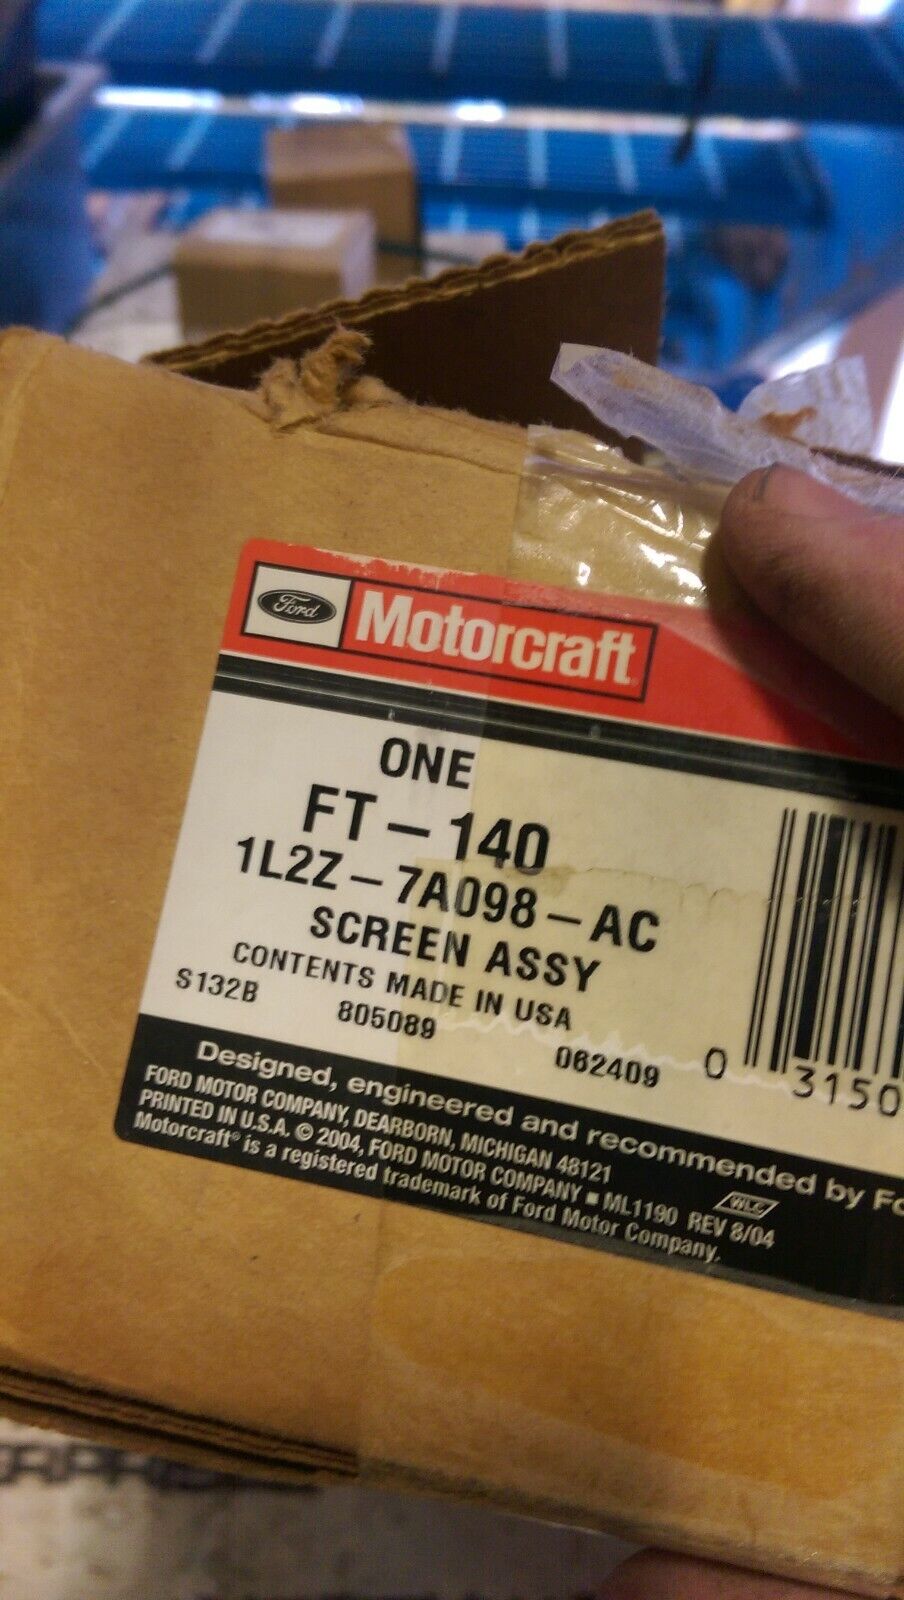 Ford Motorcraft®
ONE
FT-140
1L2Z-7A098-AC
SCREEN ASSY
CONTENTS MADE IN USA
S132B 805089 062409
0 3150
Designed, engineered and recommended by Fo
FORD MOTOR COMPANY, DEARBORN, MICHIGAN 48121
PRINTED IN U.S.A. © 2004, FORD MOTOR COMPANY ■ ML1190 REV 8/04
WLC
Motorcraft® is a registered trademark of Ford Motor Company.